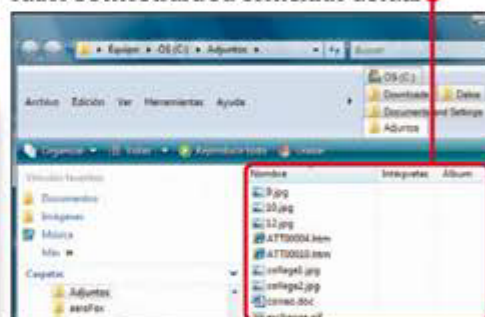 Equipo ▸ OS (C:) ▸ Adjuntos ▸
Buscar
Archivo Edición Ver Herramientas Ayuda
OS (C:)
Downloads Datos
Documents and Settings
Adjuntos
Organizar Reproducir todo
Vínculos favoritos
Documentos
Imágenes
Música
Más
Carpetas
Adjuntos
Nombre Intérpretes Álbum
9.jpg
10.jpg
12.jpg
ATT00004.htm
ATT00010.htm
collage1.jpg
collage2.jpg
correo.doc